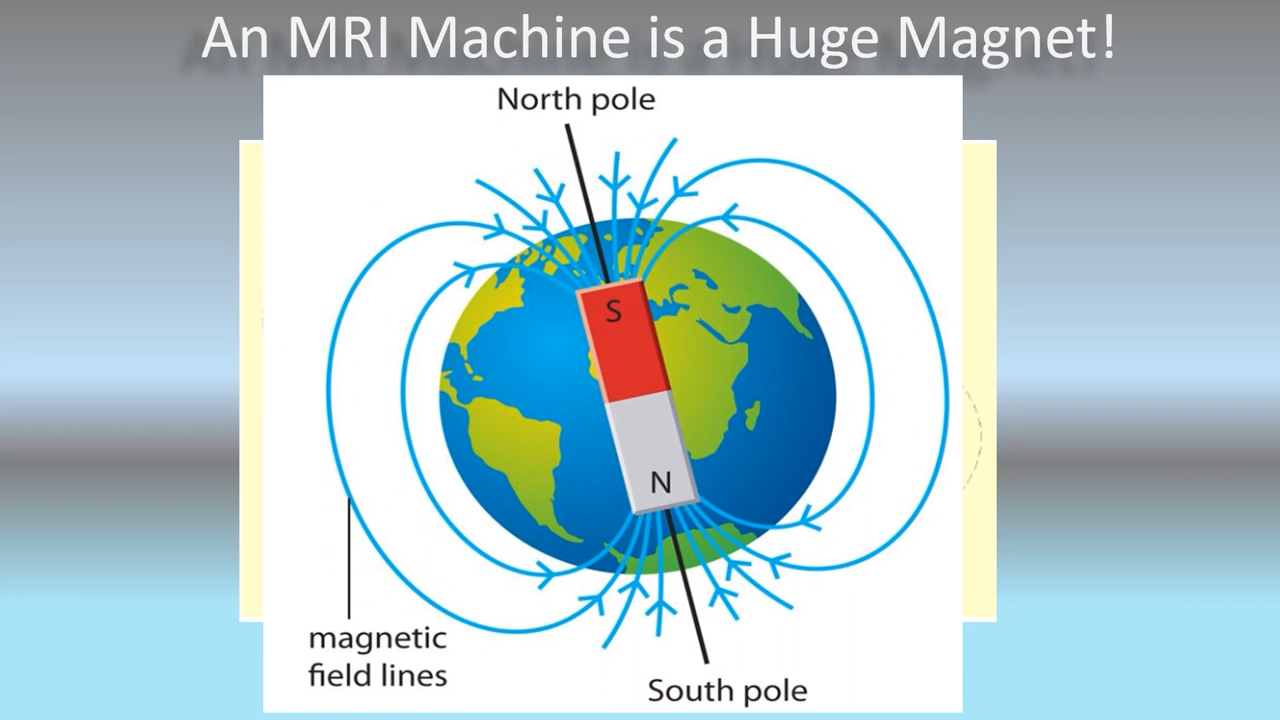 An MRI Machine is a Huge Magnet!
North pole
S
N
magnetic
field lines
South pole